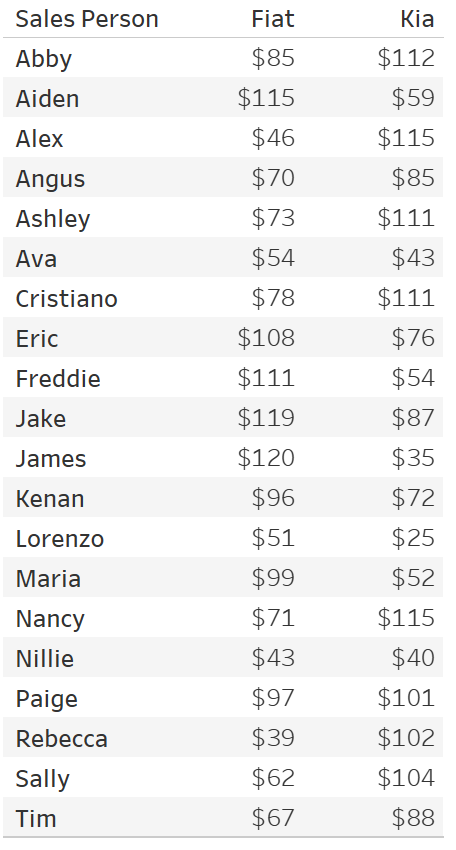 Sales Person Fiat Kia
Abby $85 $112
Aiden $115 $59
Alex $46 $115
Angus $70 $85
Ashley $73 $111
Ava $54 $43
Cristiano $78 $111
Eric $108 $76
Freddie $111 $54
Jake $119 $87
James $120 $35
Kenan $96 $72
Lorenzo $51 $25
Maria $99 $52
Nancy $71 $115
Nillie $43 $40
Paige $97 $101
Rebecca $39 $102
Sally $62 $104
Tim $67 $88